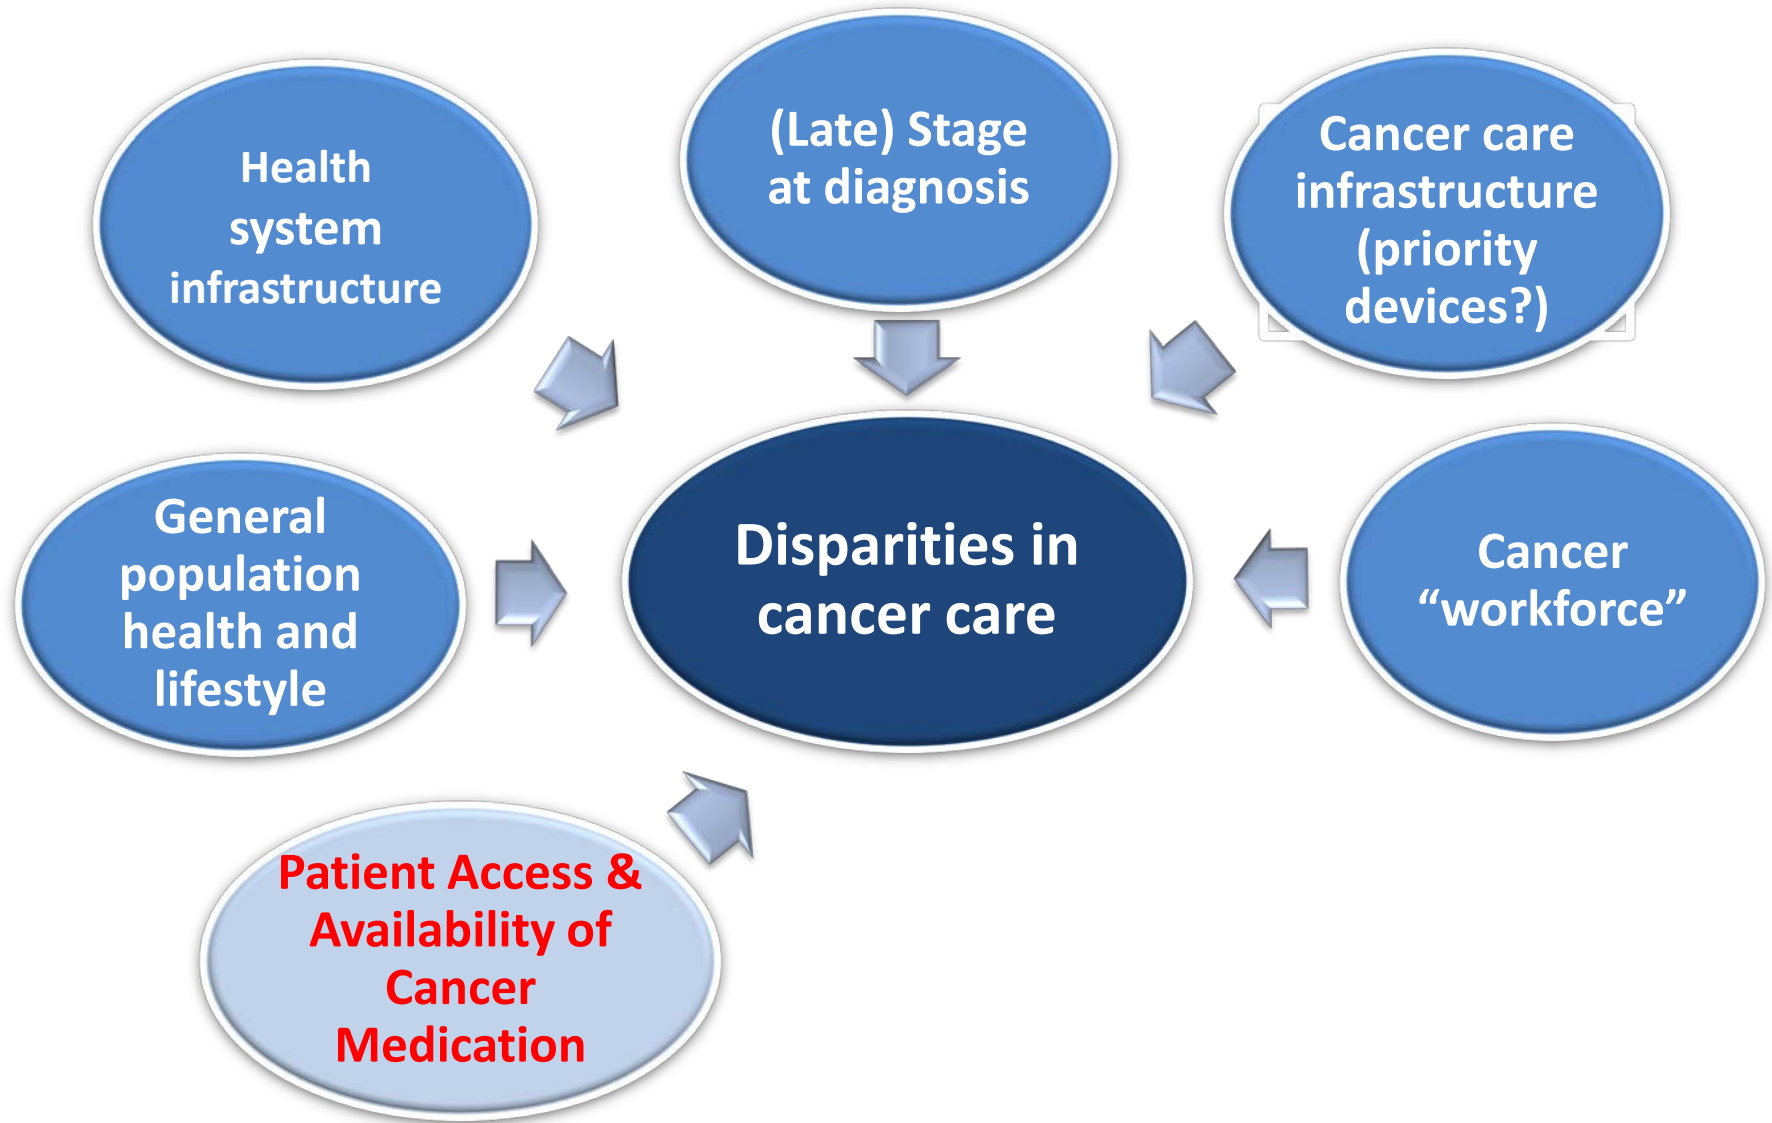 Health
system
infrastructure
(Late) Stage
at diagnosis
Cancer care
infrastructure
(priority
devices?)
General
population
health and
lifestyle
Disparities in
cancer care
Cancer
“workforce”
Patient Access &
Availability of
Cancer
Medication